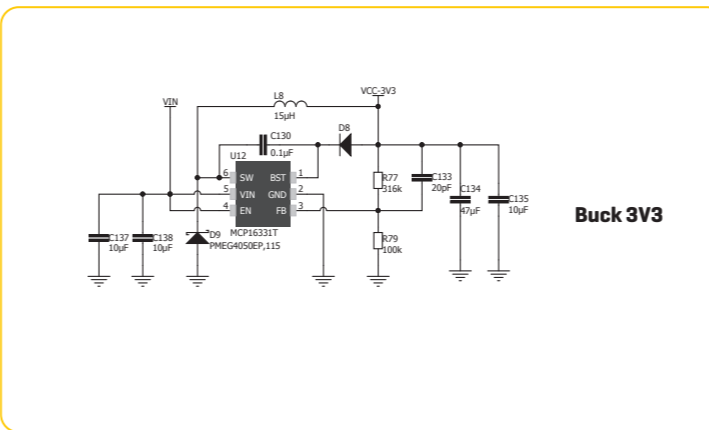 L8
15µH
VCC-3V3
VIN
C130
0.1µF
D8
U12
6 SW BST 1
5 VIN GND 2
4 EN FB 3
MCP16331T
D9
PMEG4050EP,115
R77
316k
C133
20pF
C134
47µF
C135
10µF
R79
100k
C137
10µF
C138
10µF
Buck 3V3